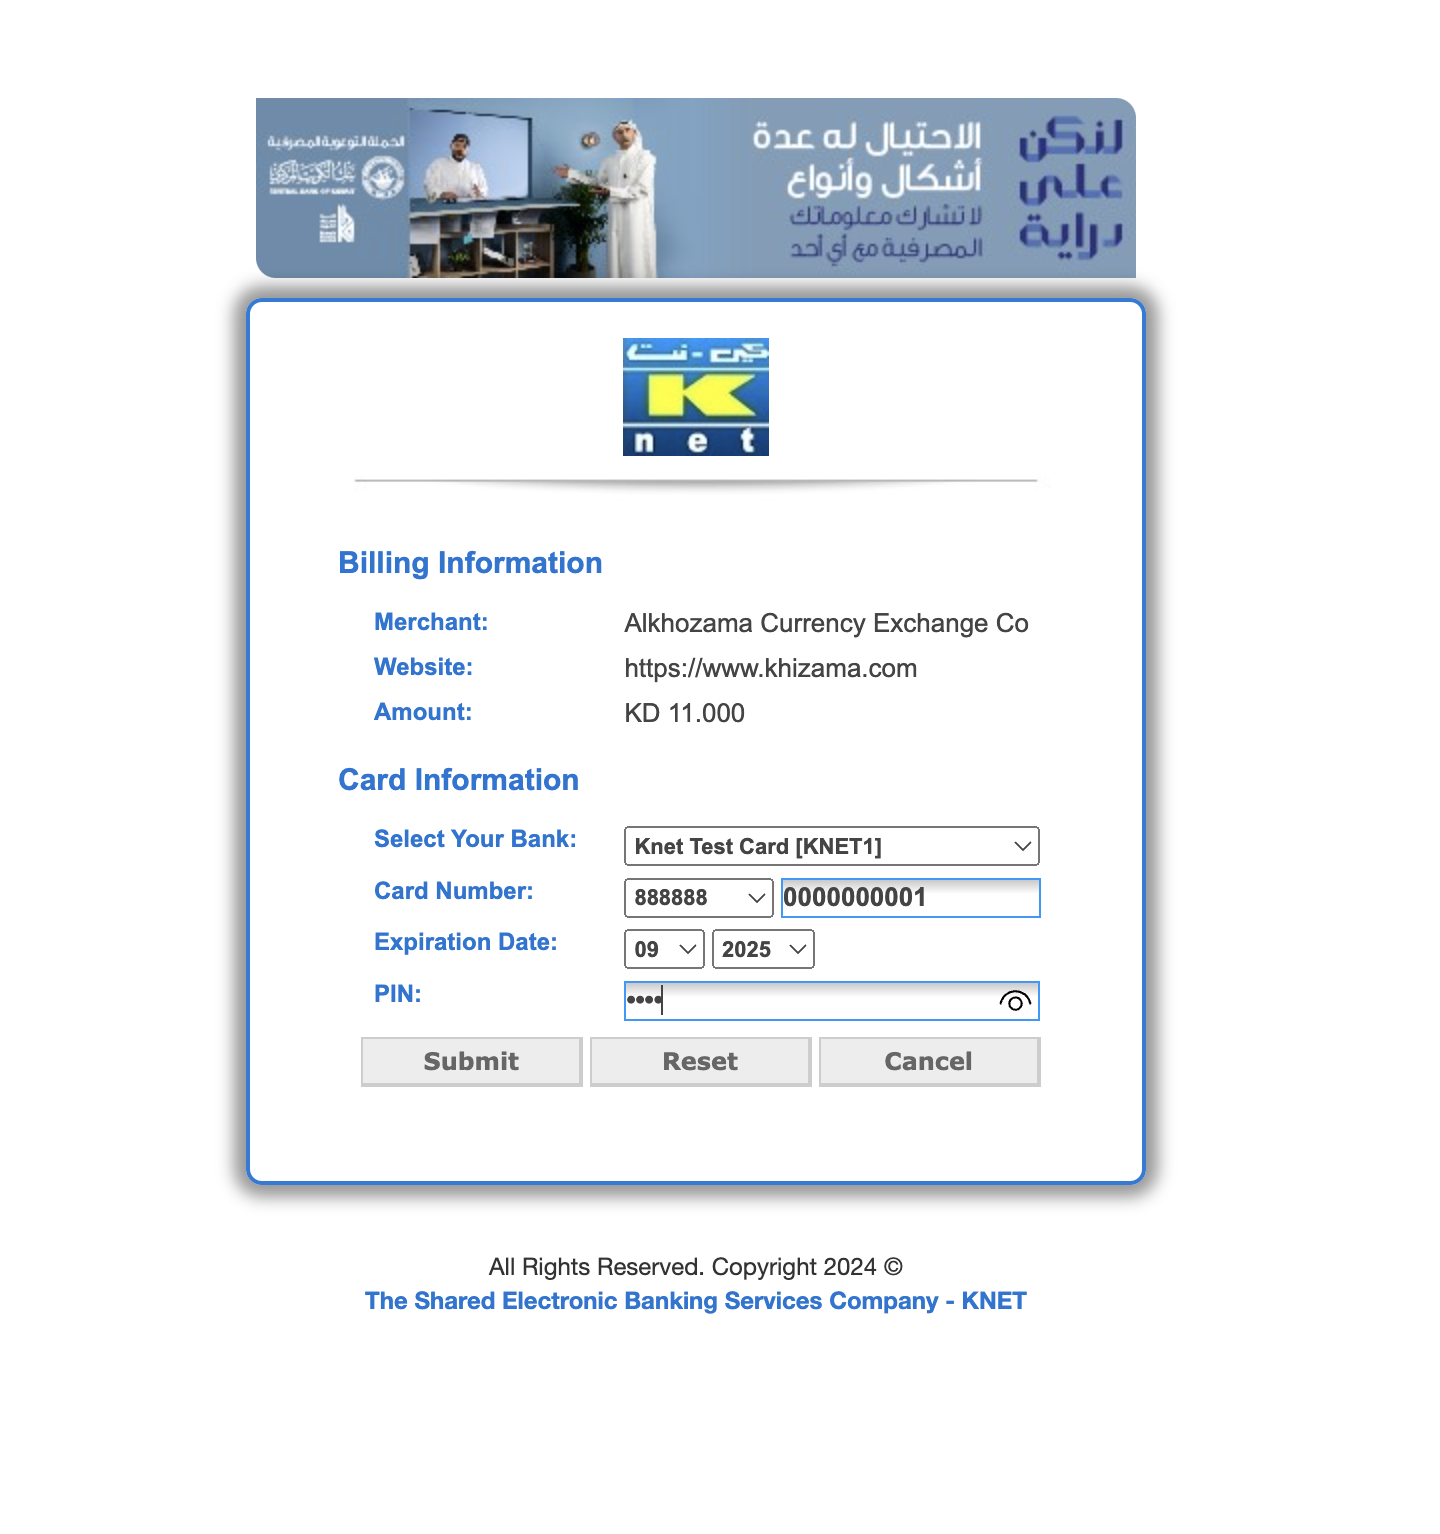 الحملة التوعوية المصرفية
بنك الكويت المركزي
CENTRAL BANK OF KUWAIT
الاحتيال له عدة
أشكال وأنواع
لا تشارك معلوماتك
المصرفية مع أي أحد
لنكن
على
دراية
كي-نت
K
net
Billing Information
Merchant: Alkhozama Currency Exchange Co
Website: https://www.khizama.com
Amount: KD 11.000
Card Information
Select Your Bank: Knet Test Card [KNET1]
Card Number: 888888 0000000001
Expiration Date: 09 2025
PIN: ••••
Submit Reset Cancel
All Rights Reserved. Copyright 2024 ©
The Shared Electronic Banking Services Company - KNET